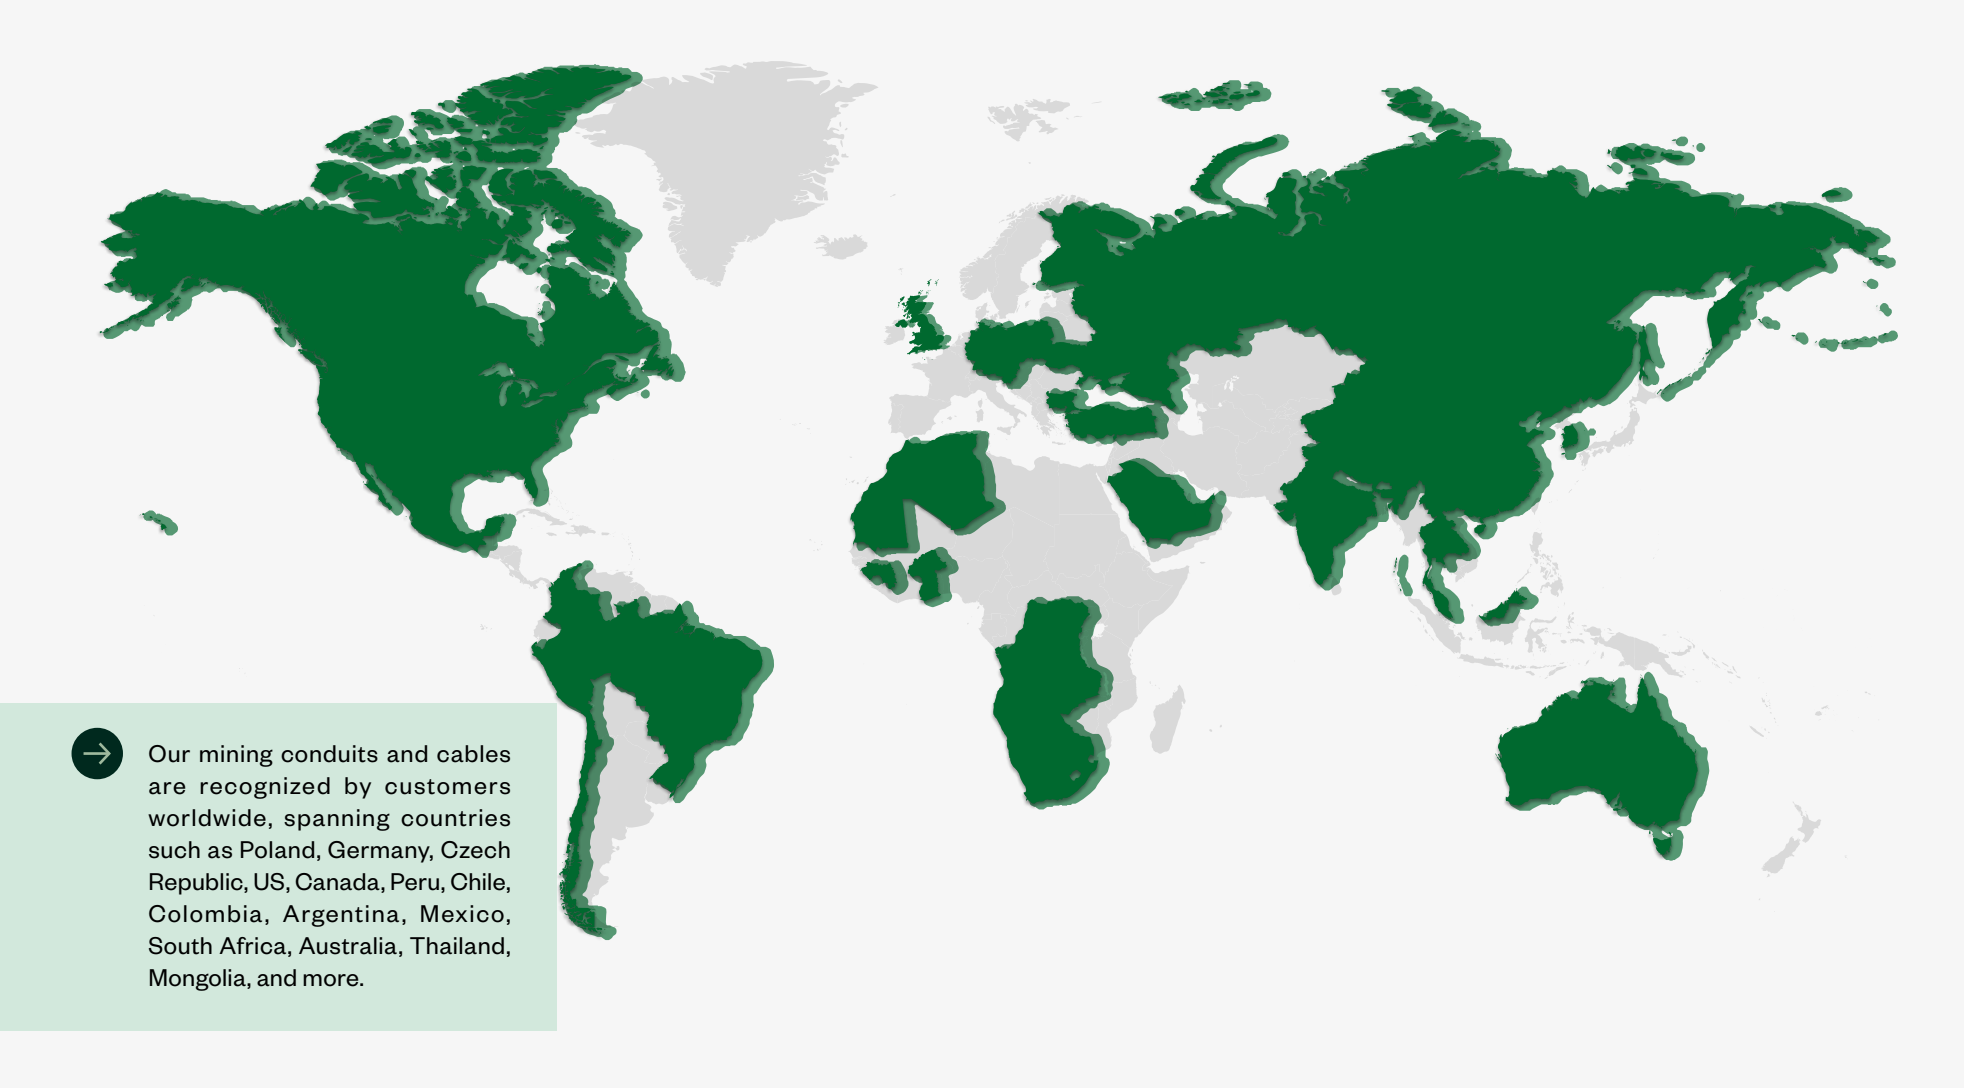 Our mining conduits and cables
are recognized by customers
worldwide, spanning countries
such as Poland, Germany, Czech
Republic, US, Canada, Peru, Chile,
Colombia, Argentina, Mexico,
South Africa, Australia, Thailand,
Mongolia, and more.